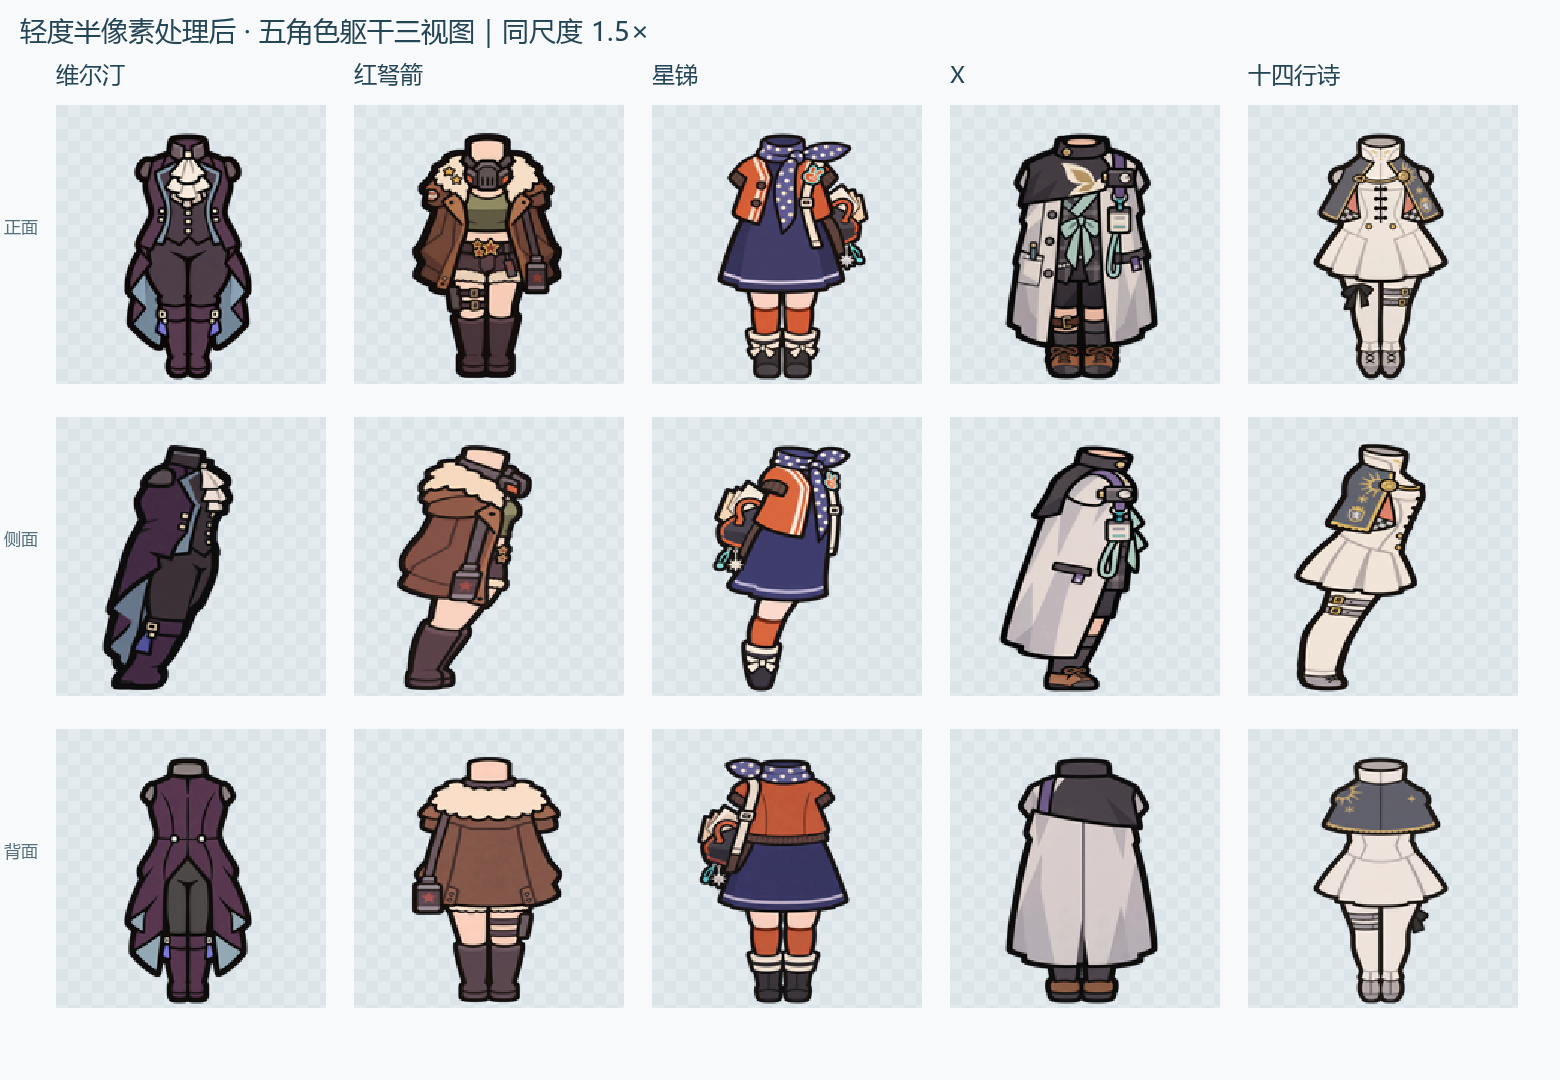 轻度半像素处理后 · 五角色躯干三视图 | 同尺度 1.5×
维尔汀 红弩箭 星锑 X 十四行诗
正面
侧面
背面